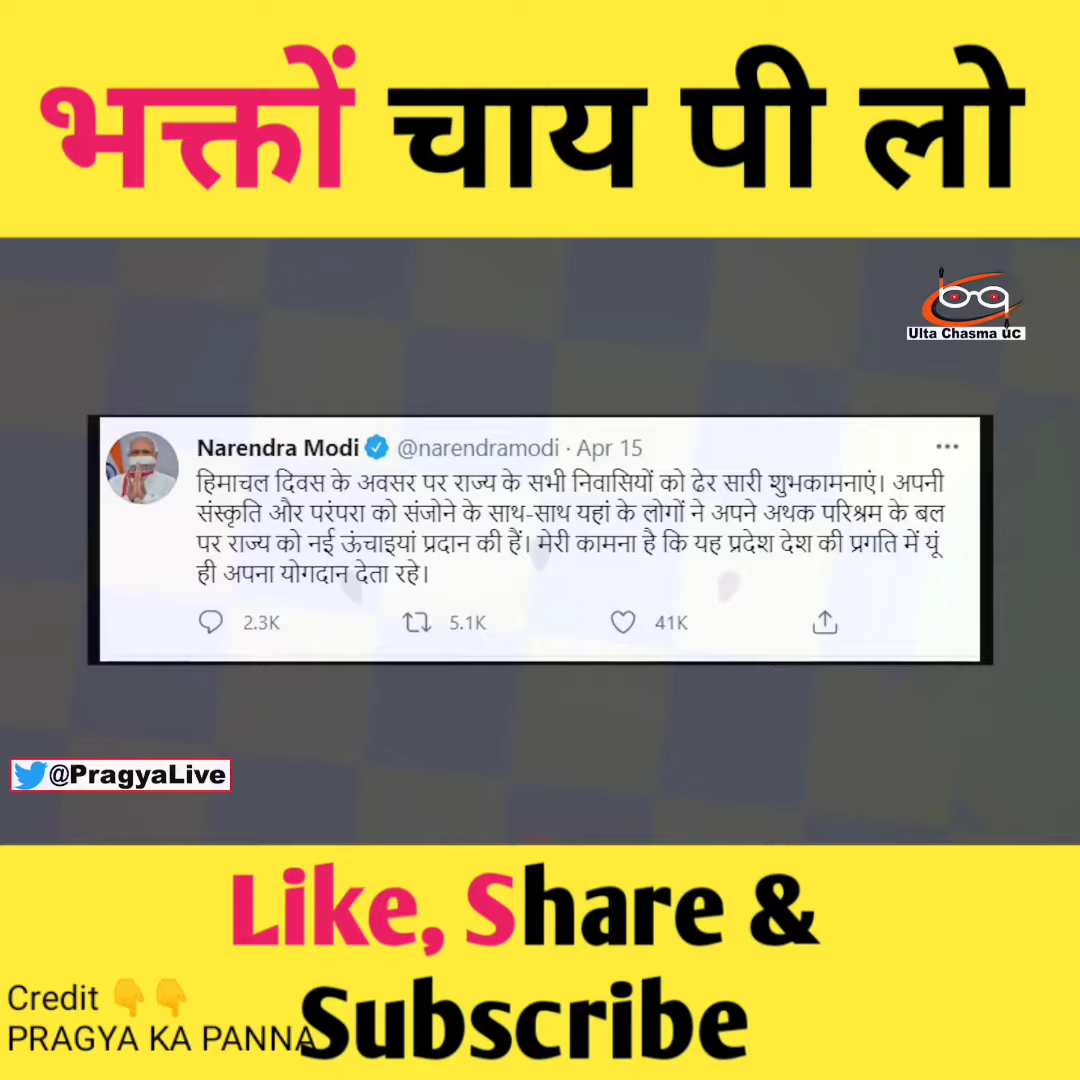 भक्तों चाय पी लो
Ulta Chasma uc
Narendra Modi @narendramodi · Apr 15
हिमाचल दिवस के अवसर पर राज्य के सभी निवासियों को ढेर सारी शुभकामनाएं। अपनी
संस्कृति और परंपरा को संजोने के साथ-साथ यहां के लोगों ने अपने अथक परिश्रम के बल
पर राज्य को नई ऊंचाइयां प्रदान की हैं। मेरी कामना है कि यह प्रदेश देश की प्रगति में यूं
ही अपना योगदान देता रहे।
2.3K 5.1K 41K
@PragyaLive
Like, Share &
Subscribe
Credit 👇👇
PRAGYA KA PANNA